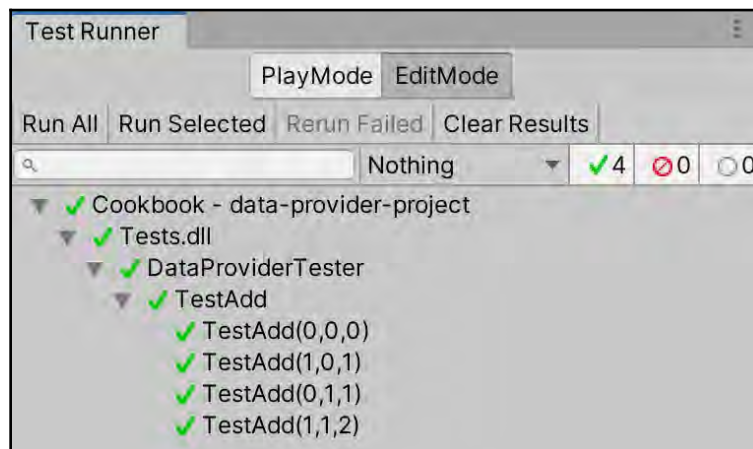 Test Runner
PlayMode EditMode
Run All Run Selected Rerun Failed Clear Results
Nothing 4 0 0
Cookbook - data-provider-project
Tests.dll
DataProviderTester
TestAdd
TestAdd(0,0,0)
TestAdd(1,0,1)
TestAdd(0,1,1)
TestAdd(1,1,2)